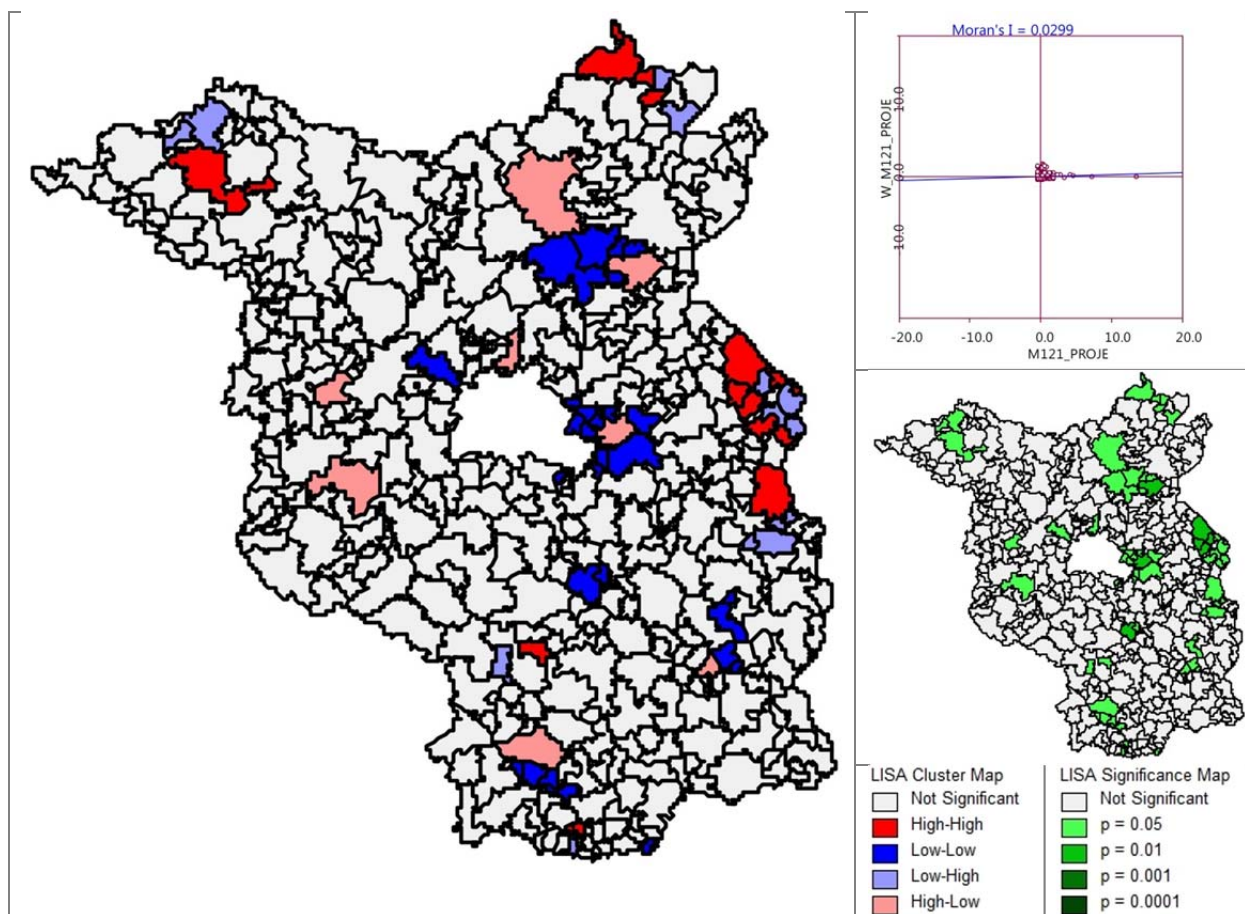 Moran's I = 0.0299
W_M121_PROJE
10.0
0.0
-10.0
-20.0 -10.0 0.0 10.0 20.0
M121_PROJE
LISA Cluster Map
Not Significant
High-High
Low-Low
Low-High
High-Low
LISA Significance Map
Not Significant
p = 0.05
p = 0.01
p = 0.001
p = 0.0001